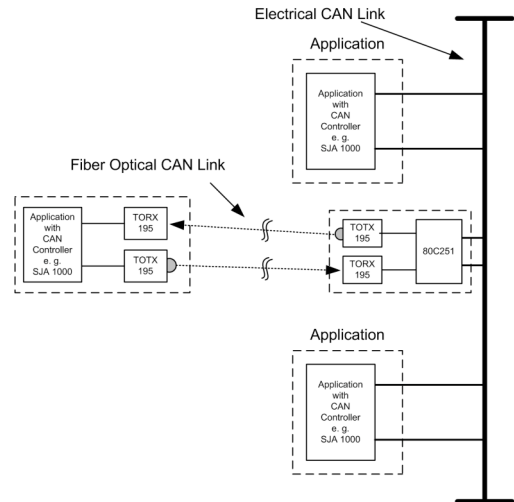 Electrical CAN Link
Application
Application
with
CAN
Controller
e. g.
SJA 1000
Fiber Optical CAN Link
Application
with
CAN
Controller
e. g.
SJA 1000
TORX
195
TOTX
195
TOTX
195
TORX
195
80C251
Application
Application
with
CAN
Controller
e. g.
SJA 1000